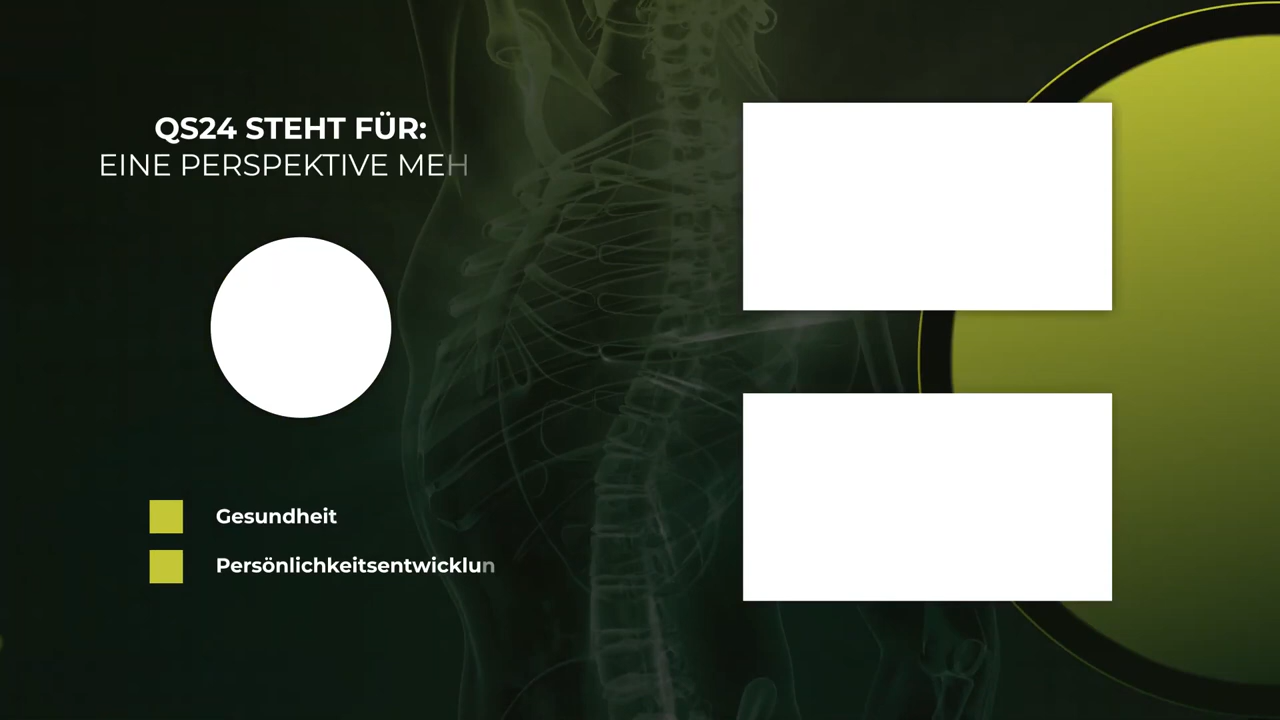 QS24 STEHT FÜR:
EINE PERSPEKTIVE MEH
Gesundheit
Persönlichkeitsentwicklun